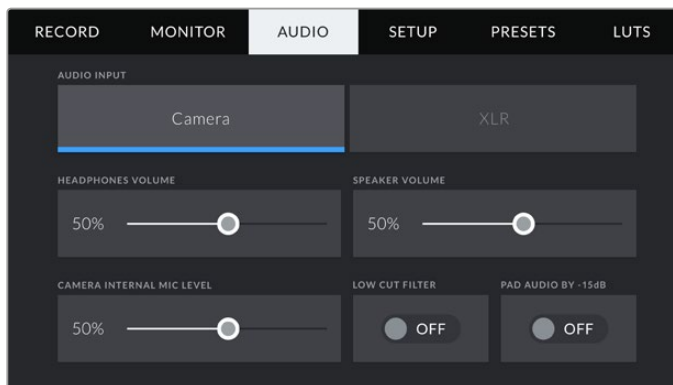 RECORD MONITOR AUDIO SETUP PRESETS LUTS
AUDIO INPUT
Camera XLR
HEADPHONES VOLUME SPEAKER VOLUME
50% 50%
CAMERA INTERNAL MIC LEVEL LOW CUT FILTER PAD AUDIO BY -15dB
50% OFF OFF